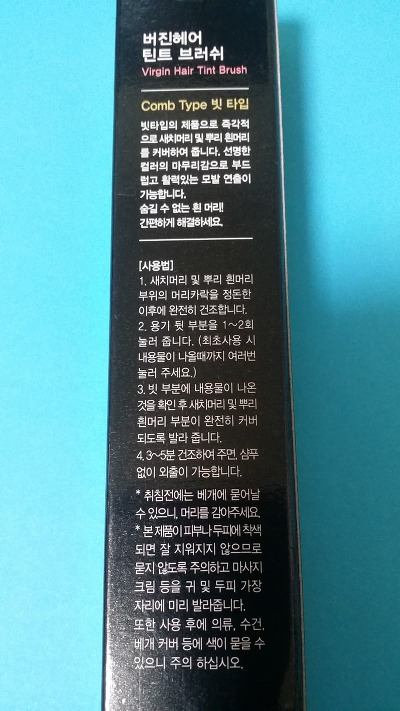 버진헤어
틴트 브러쉬
Virgin Hair Tint Brush
Comb Type 빗 타입
빗타입의 제품으로 즉각적
으로 새치머리 및 뿌리 흰머리
를 커버하여 줍니다. 선명한
컬러의 마무리감으로 부드
럽고 활력있는 모발 연출이
가능합니다.
숨길 수 없는 흰 머리!
간편하게 해결하세요.
[사용법]
1. 새치머리 및 뿌리 흰머리
부위의 머리카락을 정돈한
이후에 완전히 건조합니다.
2. 용기 뒷 부분을 1~2회
눌러 줍니다. (최초사용 시
내용물이 나올때까지 여러번
눌러 주세요.)
3. 빗 부분에 내용물이 나온
것을 확인 후 새치머리 및 뿌리
흰머리 부분이 완전히 커버
되도록 발라 줍니다.
4. 3~5분 건조하여 주면, 샴푸
없이 외출이 가능합니다.
* 취침전에는 베개에 묻어날
수 있으니, 머리를 감아주세요.
* 본 제품이 피부나 두피에 착색
되면 잘 지워지지 않으므로
묻지 않도록 주의하고 마사지
크림 등을 귀 및 두피 가장
자리에 미리 발라줍니다.
또한 사용 후에 의류, 수건,
베개 커버 등에 색이 묻을 수
있으니 주의 하십시오.